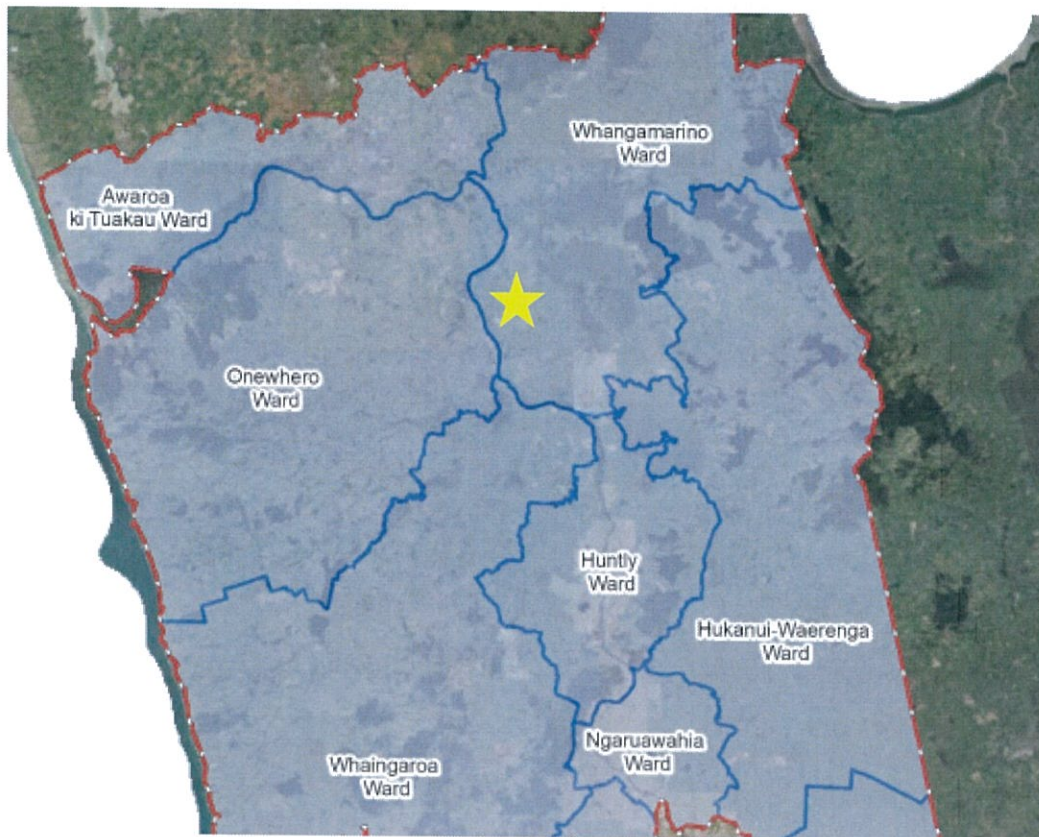 Whangamarino
Ward
Awaroa
ki Tuakau Ward
Onewhero
Ward
Huntly
Ward
Hukanui-Waerenga
Ward
Ngaruawahia
Ward
Whaingaroa
Ward